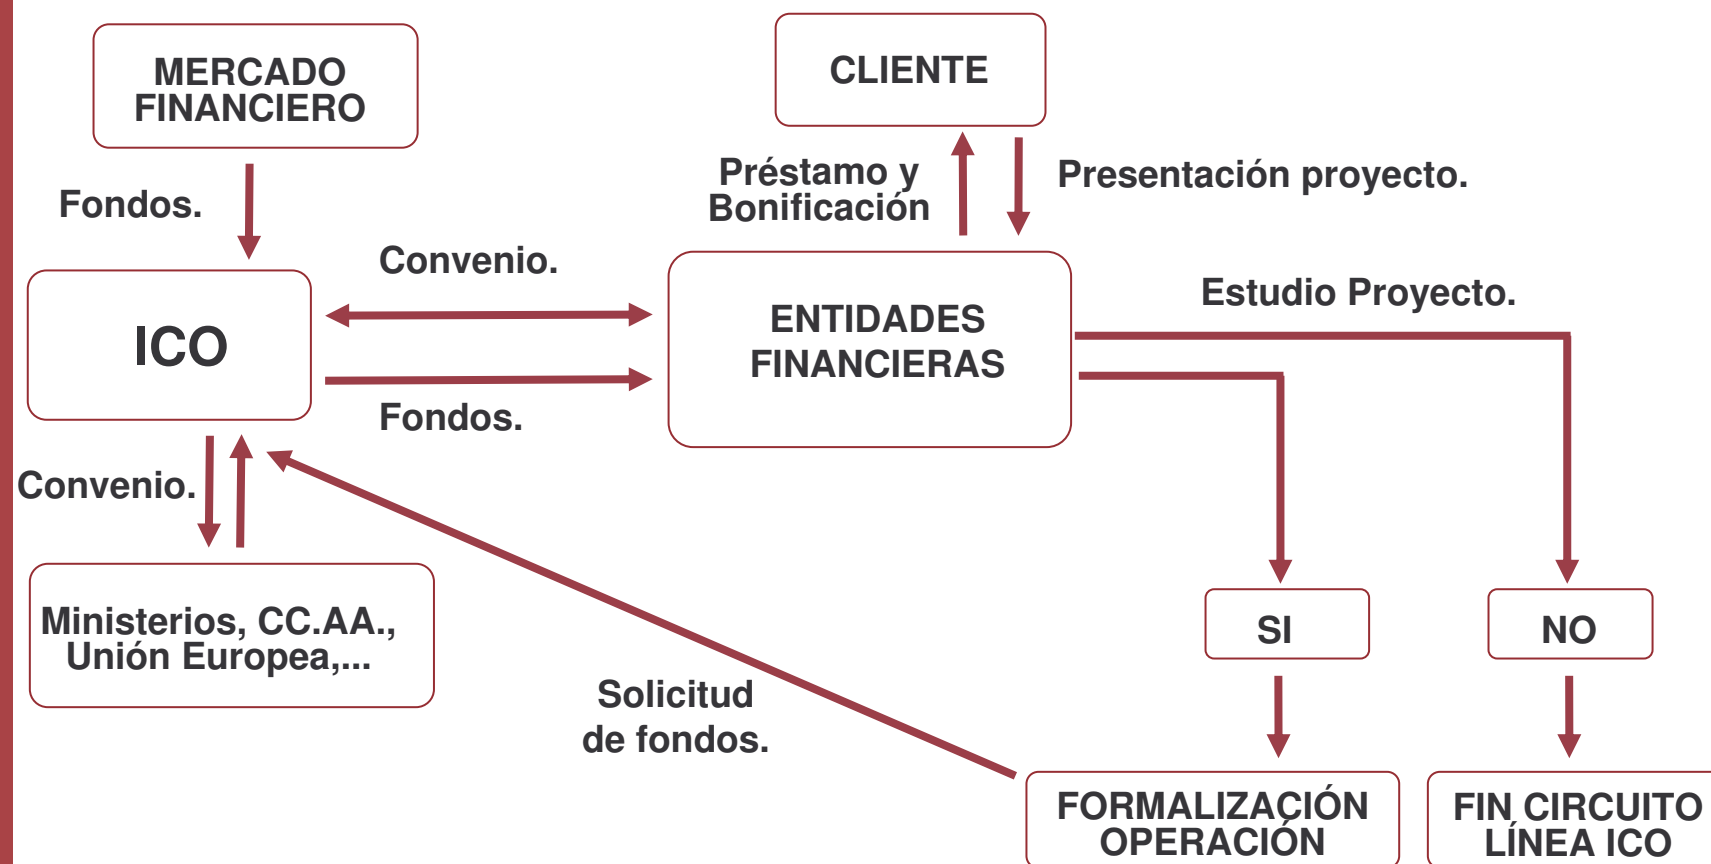 MERCADO
FINANCIERO
CLIENTE
Préstamo y
Bonificación
Presentación proyecto.
Fondos.
Convenio.
ICO
ENTIDADES
FINANCIERAS
Estudio Proyecto.
Fondos.
Convenio.
Ministerios, CC.AA.,
Unión Europea,...
SI
NO
Solicitud
de fondos.
FORMALIZACIÓN
OPERACIÓN
FIN CIRCUITO
LÍNEA ICO